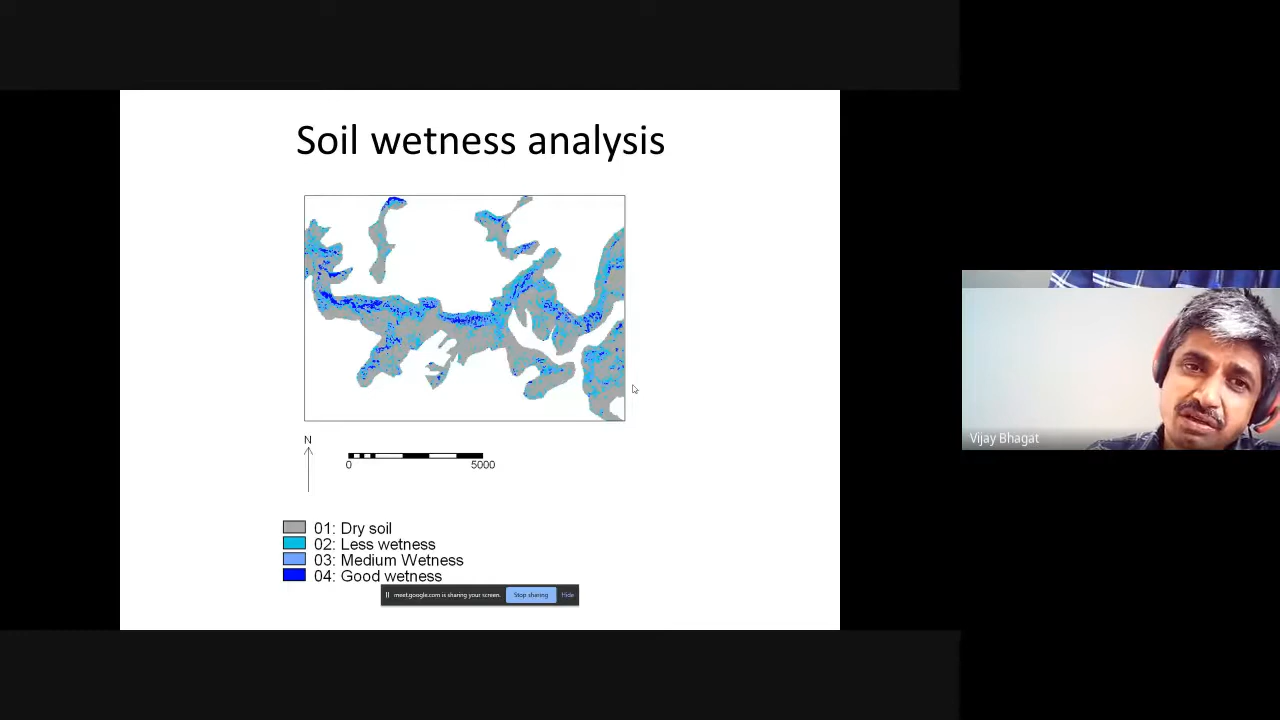 Soil wetness analysis
N
0 5000
01: Dry soil
02: Less wetness
03: Medium Wetness
04: Good wetness
meet.google.com is sharing your screen. Stop sharing Hide
Vijay Bhagat